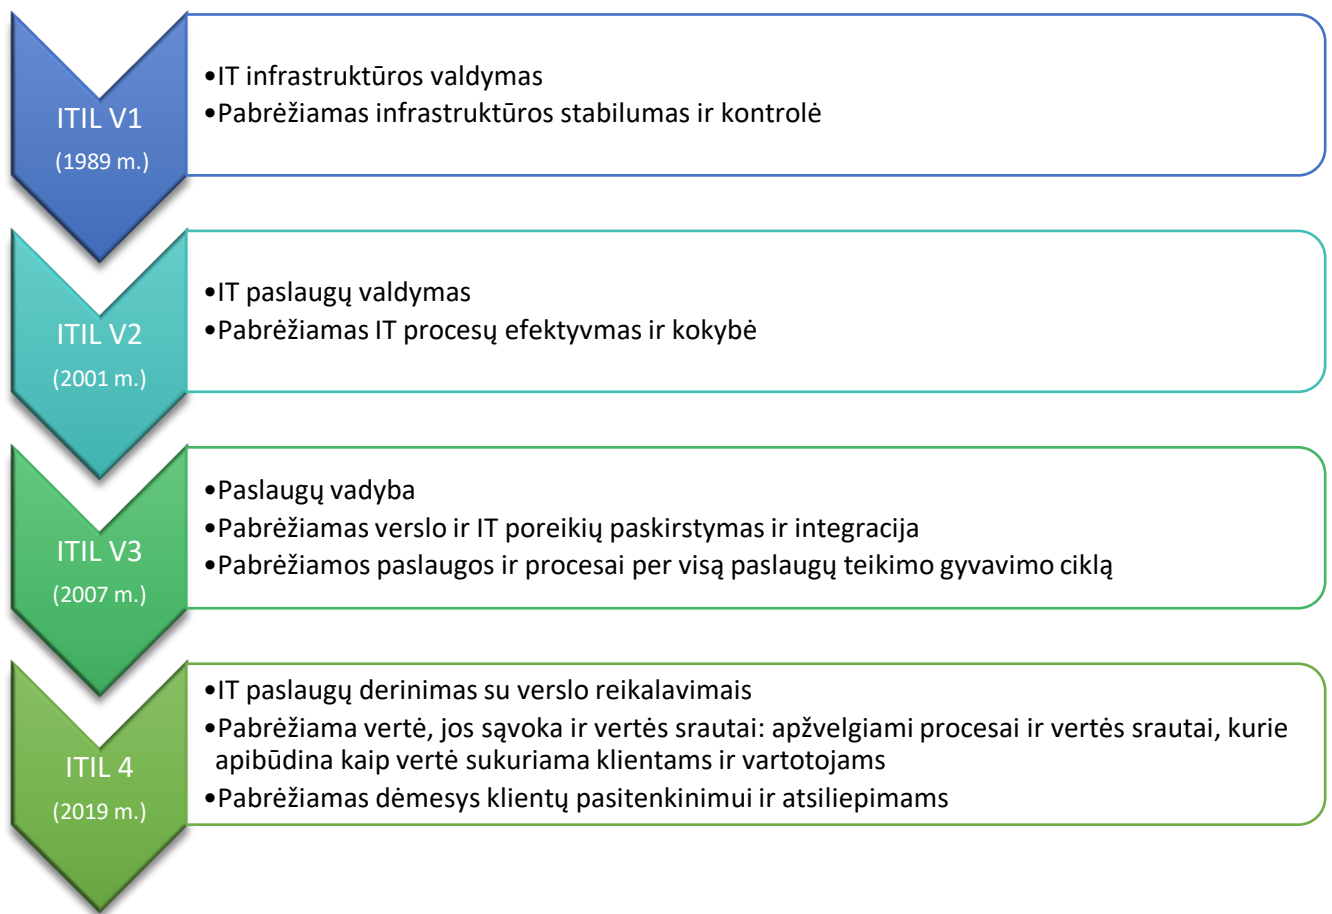 ITIL V1
(1989 m.)
•IT infrastruktūros valdymas
•Pabrėžiamas infrastruktūros stabilumas ir kontrolė
ITIL V2
(2001 m.)
•IT paslaugų valdymas
•Pabrėžiamas IT procesų efektyvmas ir kokybė
ITIL V3
(2007 m.)
•Paslaugų vadyba
•Pabrėžiamas verslo ir IT poreikių paskirstymas ir integracija
•Pabrėžiamos paslaugos ir procesai per visą paslaugų teikimo gyvavimo ciklą
ITIL 4
(2019 m.)
•IT paslaugų derinimas su verslo reikalavimais
•Pabrėžiama vertė, jos sąvoka ir vertės srautai: apžvelgiami procesai ir vertės srautai, kurie
apibūdina kaip vertė sukuriama klientams ir vartotojams
•Pabrėžiamas dėmesys klientų pasitenkinimui ir atsiliepimams